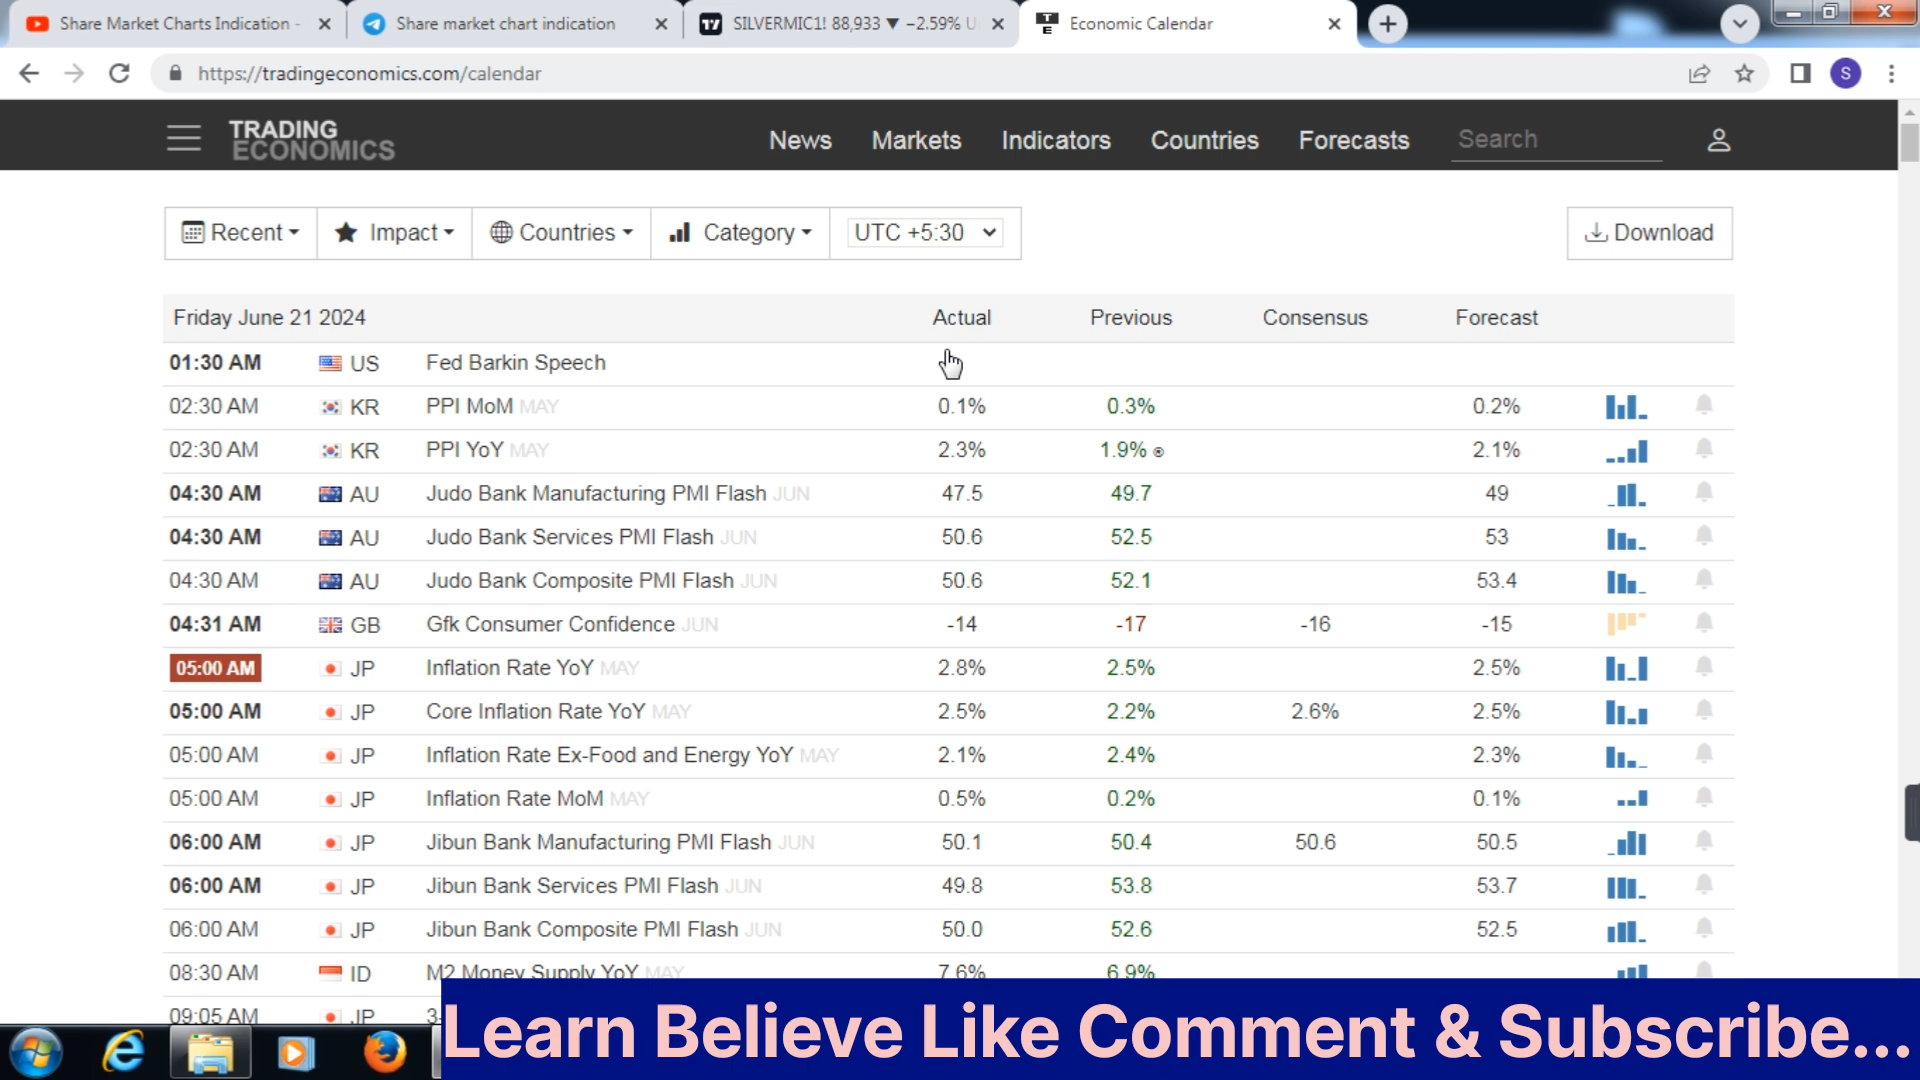 Share Market Charts Indication -
Share market chart indication
SILVERMIC1! 88,933 ▼ −2.59% U
Economic Calendar
https://tradingeconomics.com/calendar
S
TRADING
ECONOMICS
News Markets Indicators Countries Forecasts Search
Recent Impact Countries Category UTC +5:30 Download
Friday June 21 2024 Actual Previous Consensus Forecast
01:30 AM US Fed Barkin Speech
02:30 AM KR PPI MoM MAY 0.1% 0.3% 0.2%
02:30 AM KR PPI YoY MAY 2.3% 1.9% ® 2.1%
04:30 AM AU Judo Bank Manufacturing PMI Flash JUN 47.5 49.7 49
04:30 AM AU Judo Bank Services PMI Flash JUN 50.6 52.5 53
04:30 AM AU Judo Bank Composite PMI Flash JUN 50.6 52.1 53.4
04:31 AM GB Gfk Consumer Confidence JUN -14 -17 -16 -15
05:00 AM JP Inflation Rate YoY MAY 2.8% 2.5% 2.5%
05:00 AM JP Core Inflation Rate YoY MAY 2.5% 2.2% 2.6% 2.5%
05:00 AM JP Inflation Rate Ex-Food and Energy YoY MAY 2.1% 2.4% 2.3%
05:00 AM JP Inflation Rate MoM MAY 0.5% 0.2% 0.1%
06:00 AM JP Jibun Bank Manufacturing PMI Flash JUN 50.1 50.4 50.6 50.5
06:00 AM JP Jibun Bank Services PMI Flash JUN 49.8 53.8 53.7
06:00 AM JP Jibun Bank Composite PMI Flash JUN 50.0 52.6 52.5
08:30 AM ID M2 Money Supply YoY MAY 7.6% 6.9%
09:05 AM JP 3-
Learn Believe Like Comment & Subscribe...